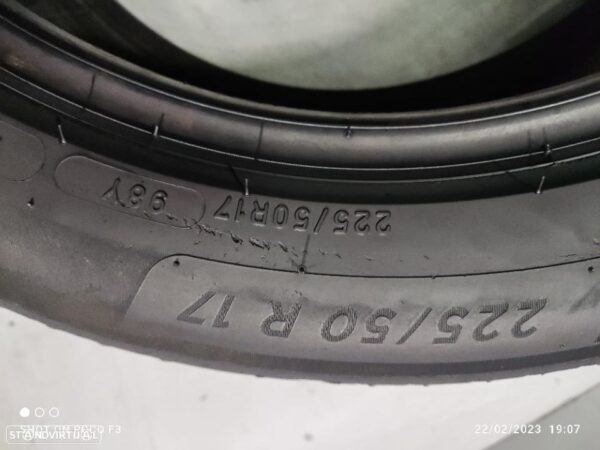 225/50R17 98Y
225/50 R 17
SHOT ON POCO F3
22/02/2023 19:07
STANDVIRTUAL